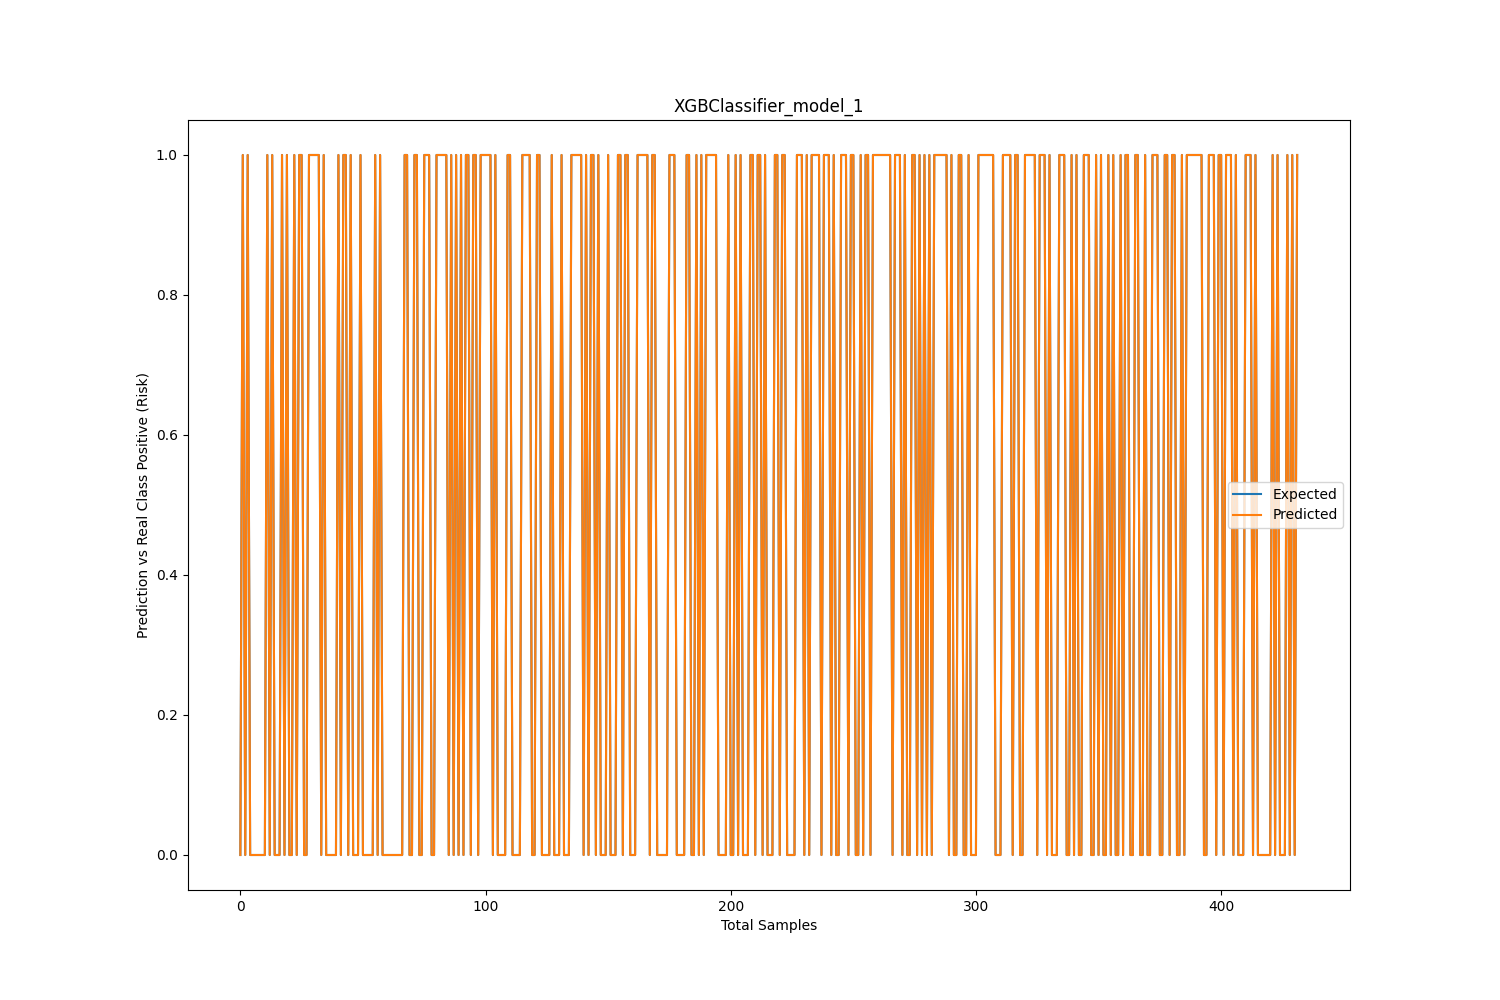 XGBClassifier_model_1
1.0
0.8
0.6
0.4
0.2
0.0
Prediction vs Real Class Positive (Risk)
Expected
Predicted
0
100
200
300
400
Total Samples